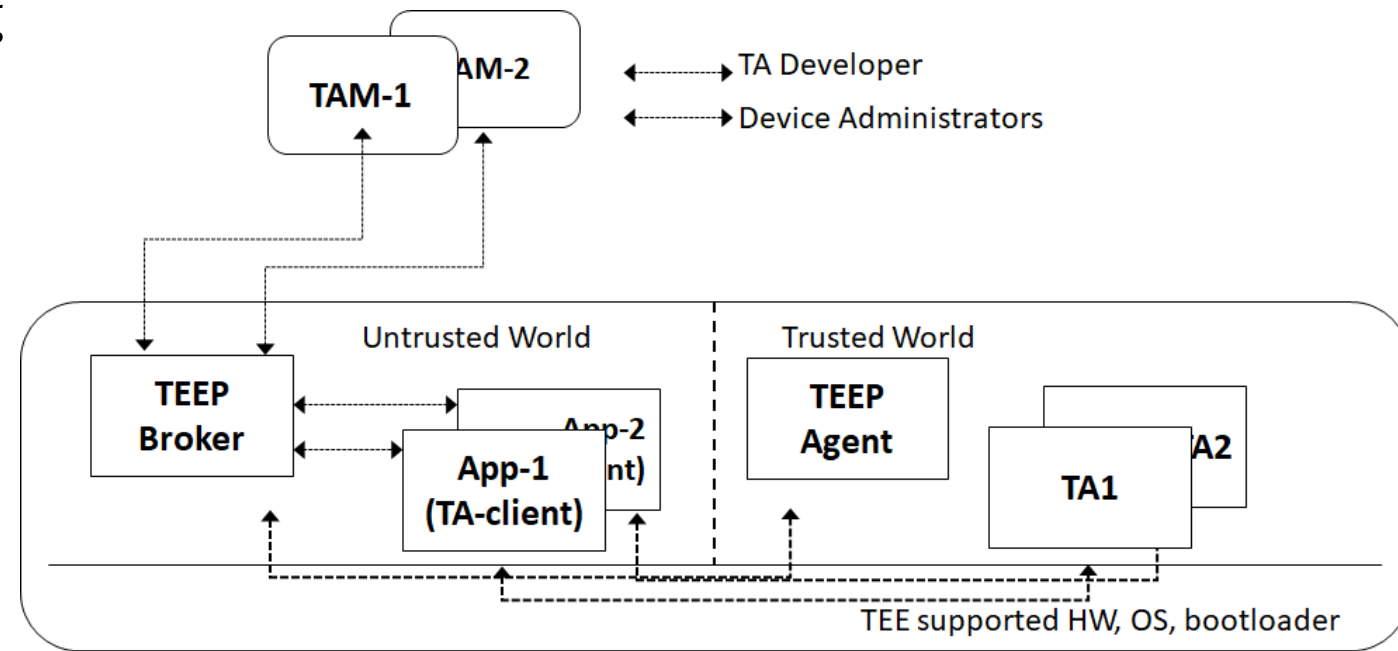 TAM-1
AM-2
TA Developer
Device Administrators
Untrusted World
Trusted World
TEEP
Broker
App-2
nt)
App-1
(TA-client)
TEEP
Agent
A2
TA1
TEE supported HW, OS, bootloader